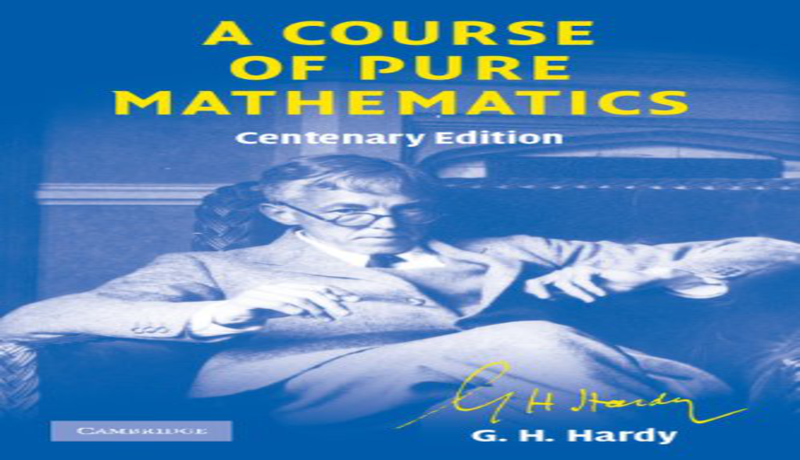 A COURSE
OF PURE
MATHEMATICS
Centenary Edition
G H Hardy
G. H. Hardy
CAMBRIDGE